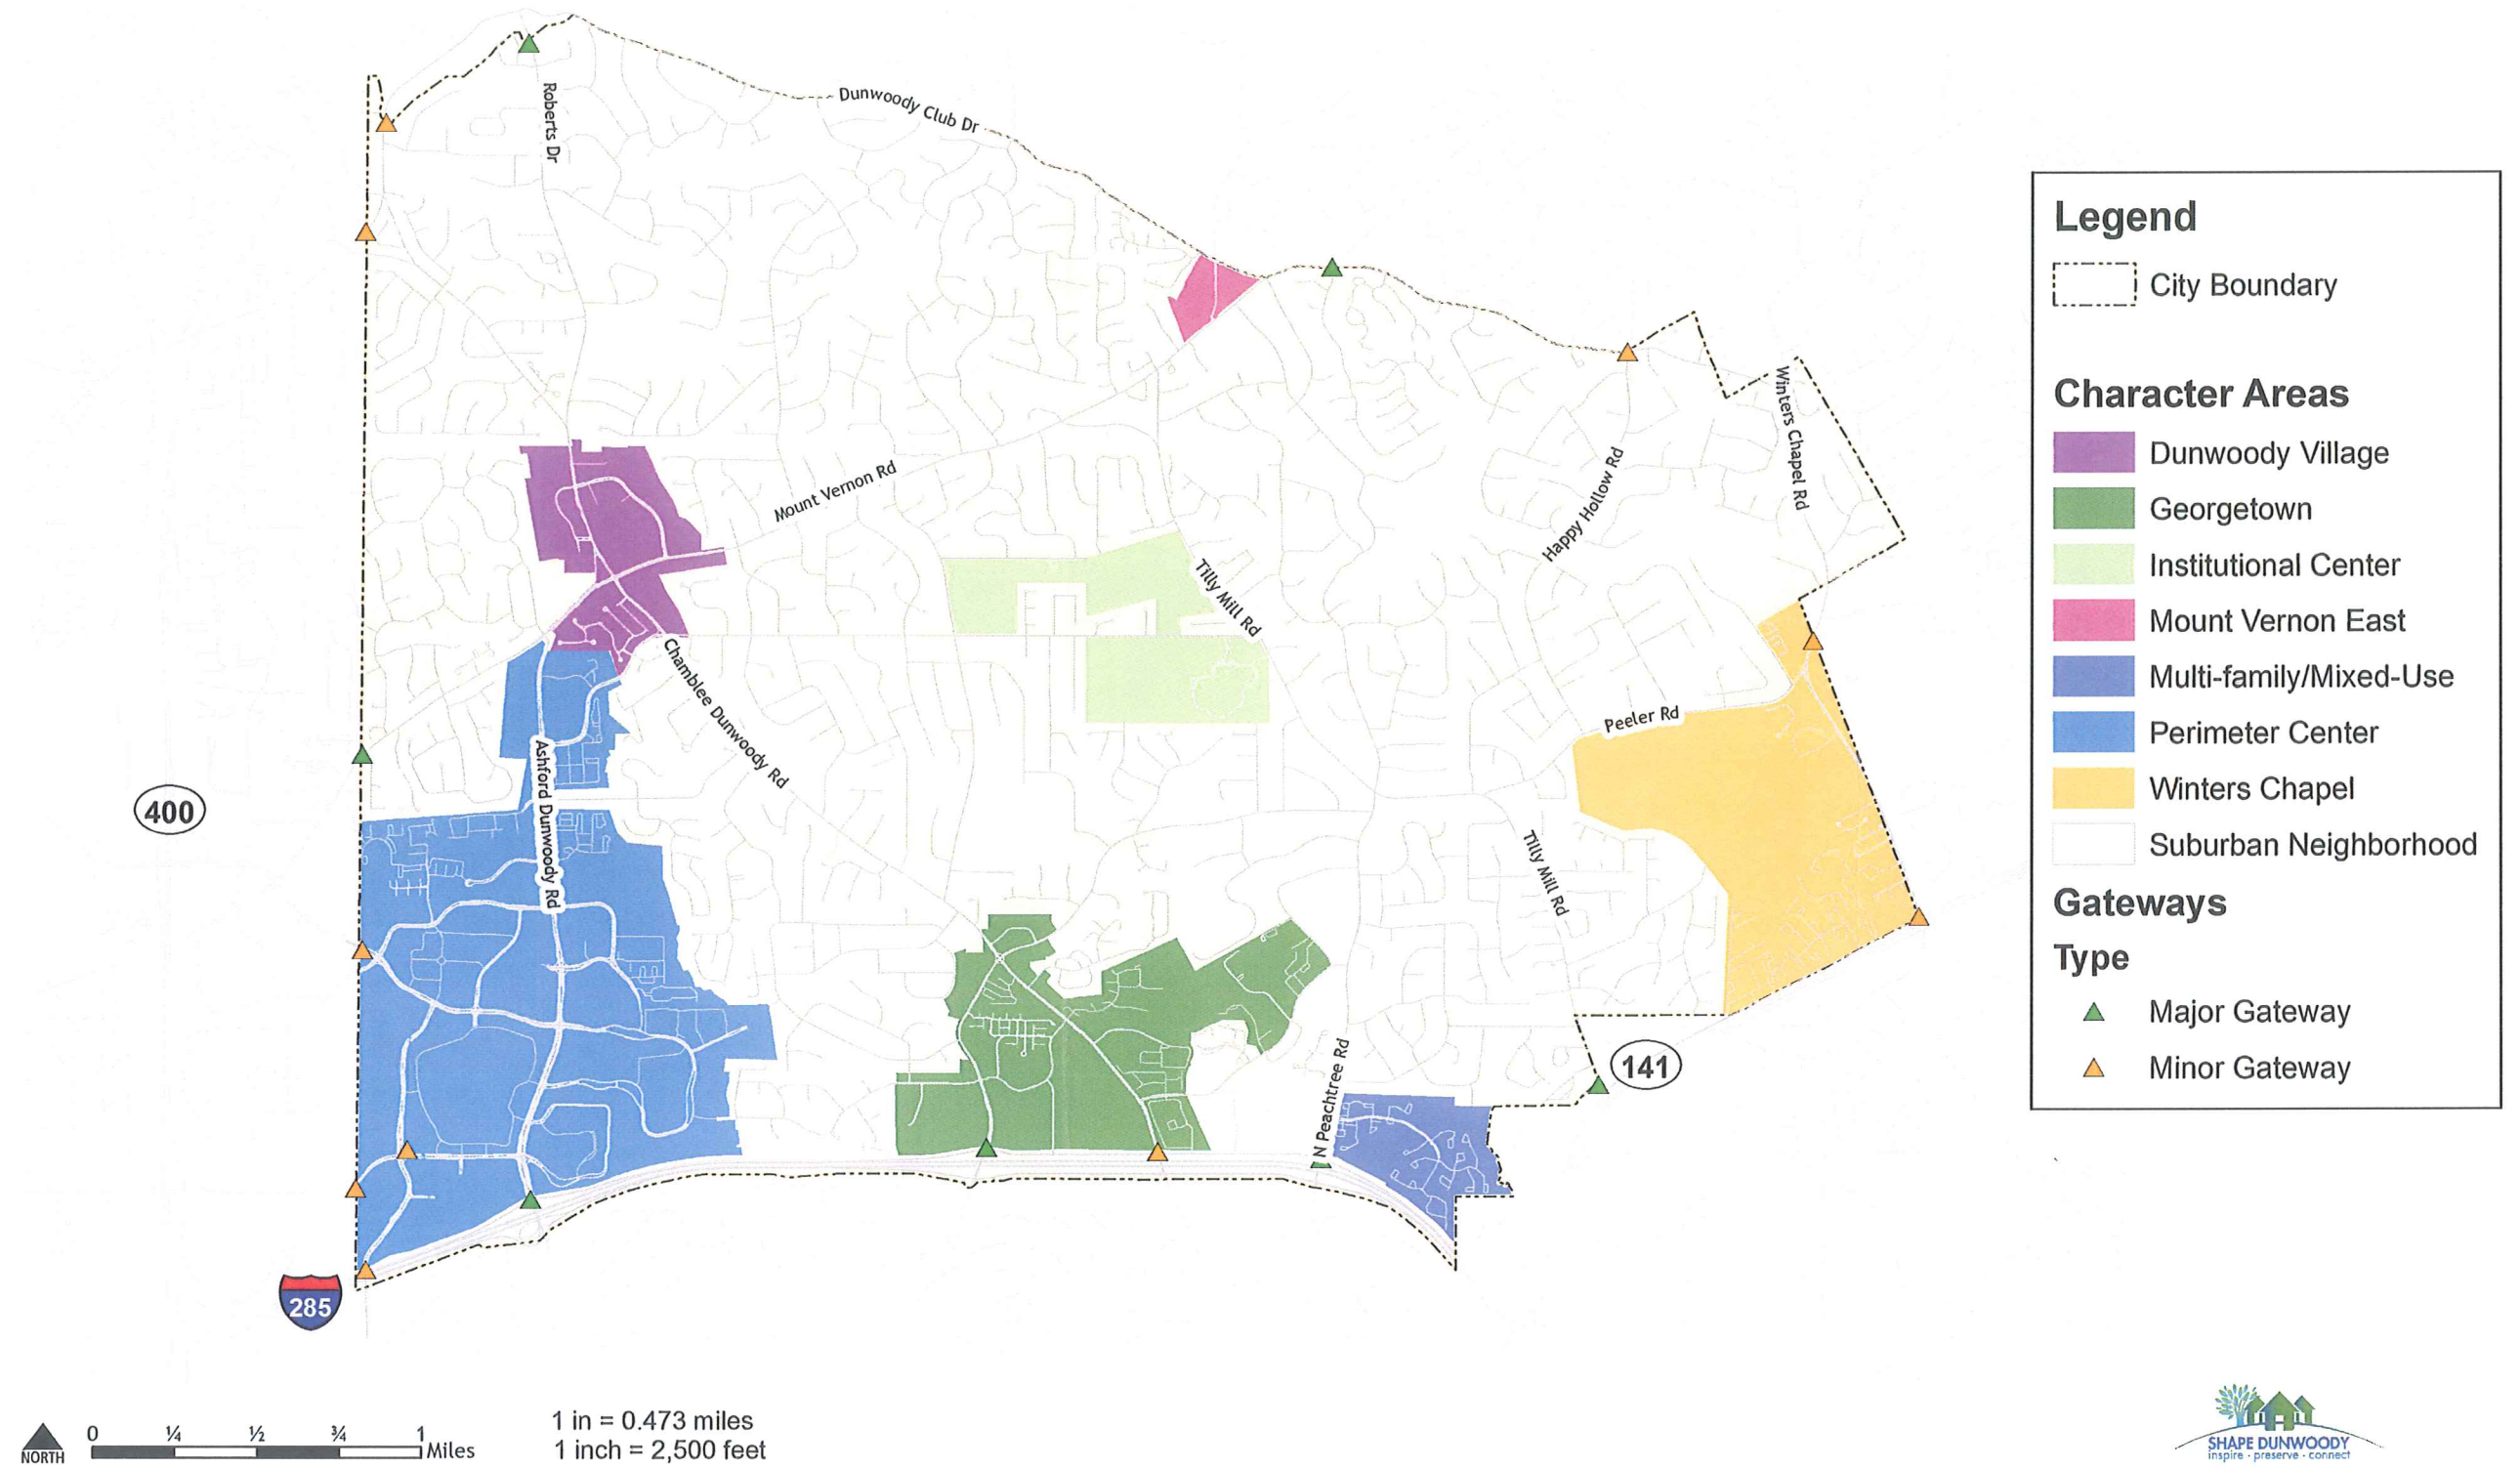 Roberts Dr
Dunwoody Club Dr
Mount Vernon Rd
Happy Hollow Rd
Winters Chapel Rd
Tilly Mill Rd
Chamblee Dunwoody Rd
Peeler Rd
Ashford Dunwoody Rd
Tilly Mill Rd
N Peachtree Rd
400
141
285
Legend
City Boundary
Character Areas
Dunwoody Village
Georgetown
Institutional Center
Mount Vernon East
Multi-family/Mixed-Use
Perimeter Center
Winters Chapel
Suburban Neighborhood
Gateways
Type
Major Gateway
Minor Gateway
NORTH
0 ¼ ½ ¾ 1
Miles
1 in = 0.473 miles
1 inch = 2,500 feet
SHAPE DUNWOODY
inspire · preserve · connect